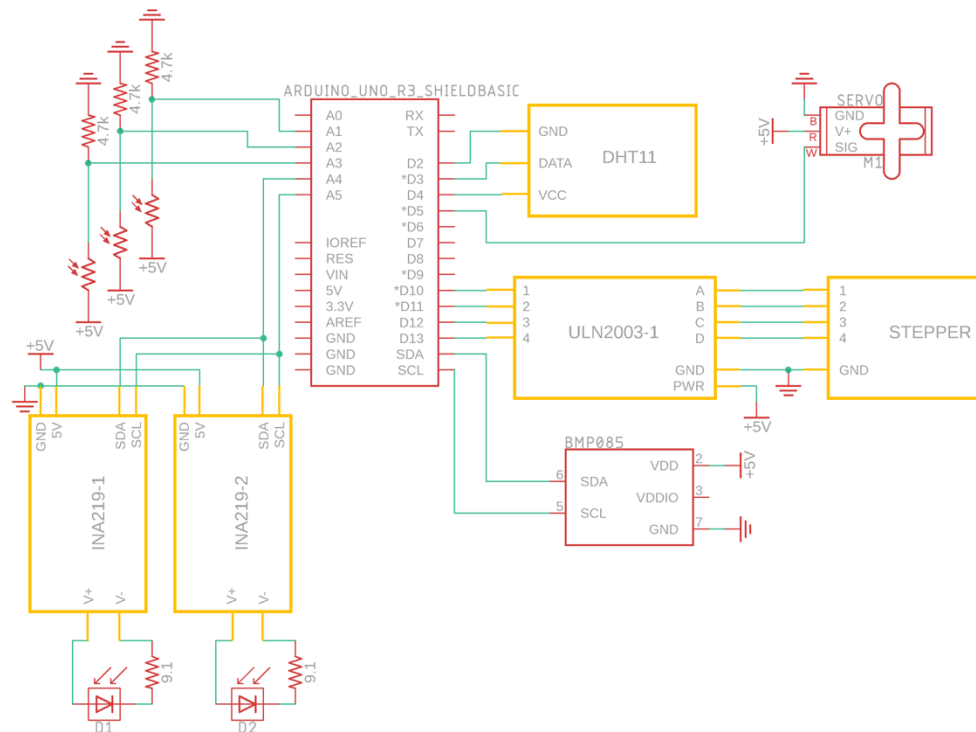 4.7k
4.7k
4.7k
+5V
+5V
+5V
ARDUINO_UNO_R3_SHIELDBASIC
A0
A1
A2
A3
A4
A5
IOREF
RES
VIN
5V
3.3V
AREF
GND
GND
GND
RX
TX
D2
*D3
D4
*D5
*D6
D7
D8
*D9
*D10
*D11
D12
D13
SDA
SCL
GND
DATA
VCC
DHT11
SERVO
GND
V+
SIG
B
R
W
M1
+5V
1
2
3
4
ULN2003-1
A
B
C
D
GND
PWR
+5V
1
2
3
4
GND
STEPPER
BMP085
6
SDA
5
SCL
VDD
2
VDDIO
3
GND
7
+5V
+5V
GND
5V
SDA
SCL
INA219-1
V+
V-
GND
5V
SDA
SCL
INA219-2
V+
V-
9.1
D1
9.1
D2